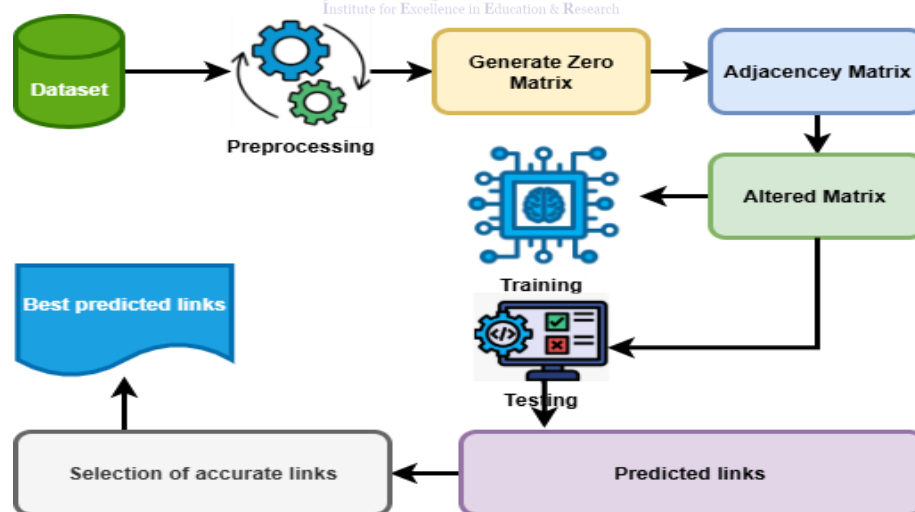 Institute for Excellence in Education & Research
Dataset
Preprocessing
Generate Zero
Matrix
Adjacencey Matrix
Altered Matrix
Training
Best predicted links
</>
Testing
Selection of accurate links
Predicted links